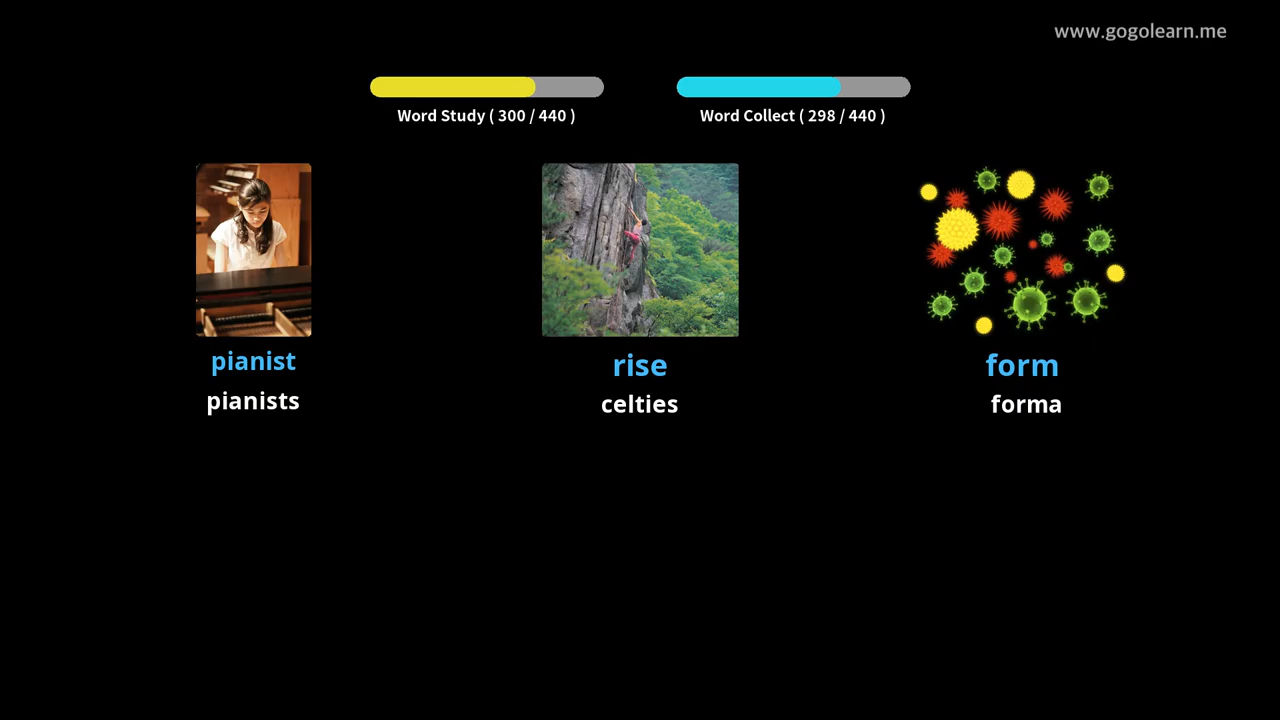 www.gogolearn.me
Word Study ( 300 / 440 )
Word Collect ( 298 / 440 )
pianist
rise
form
pianists
celties
forma